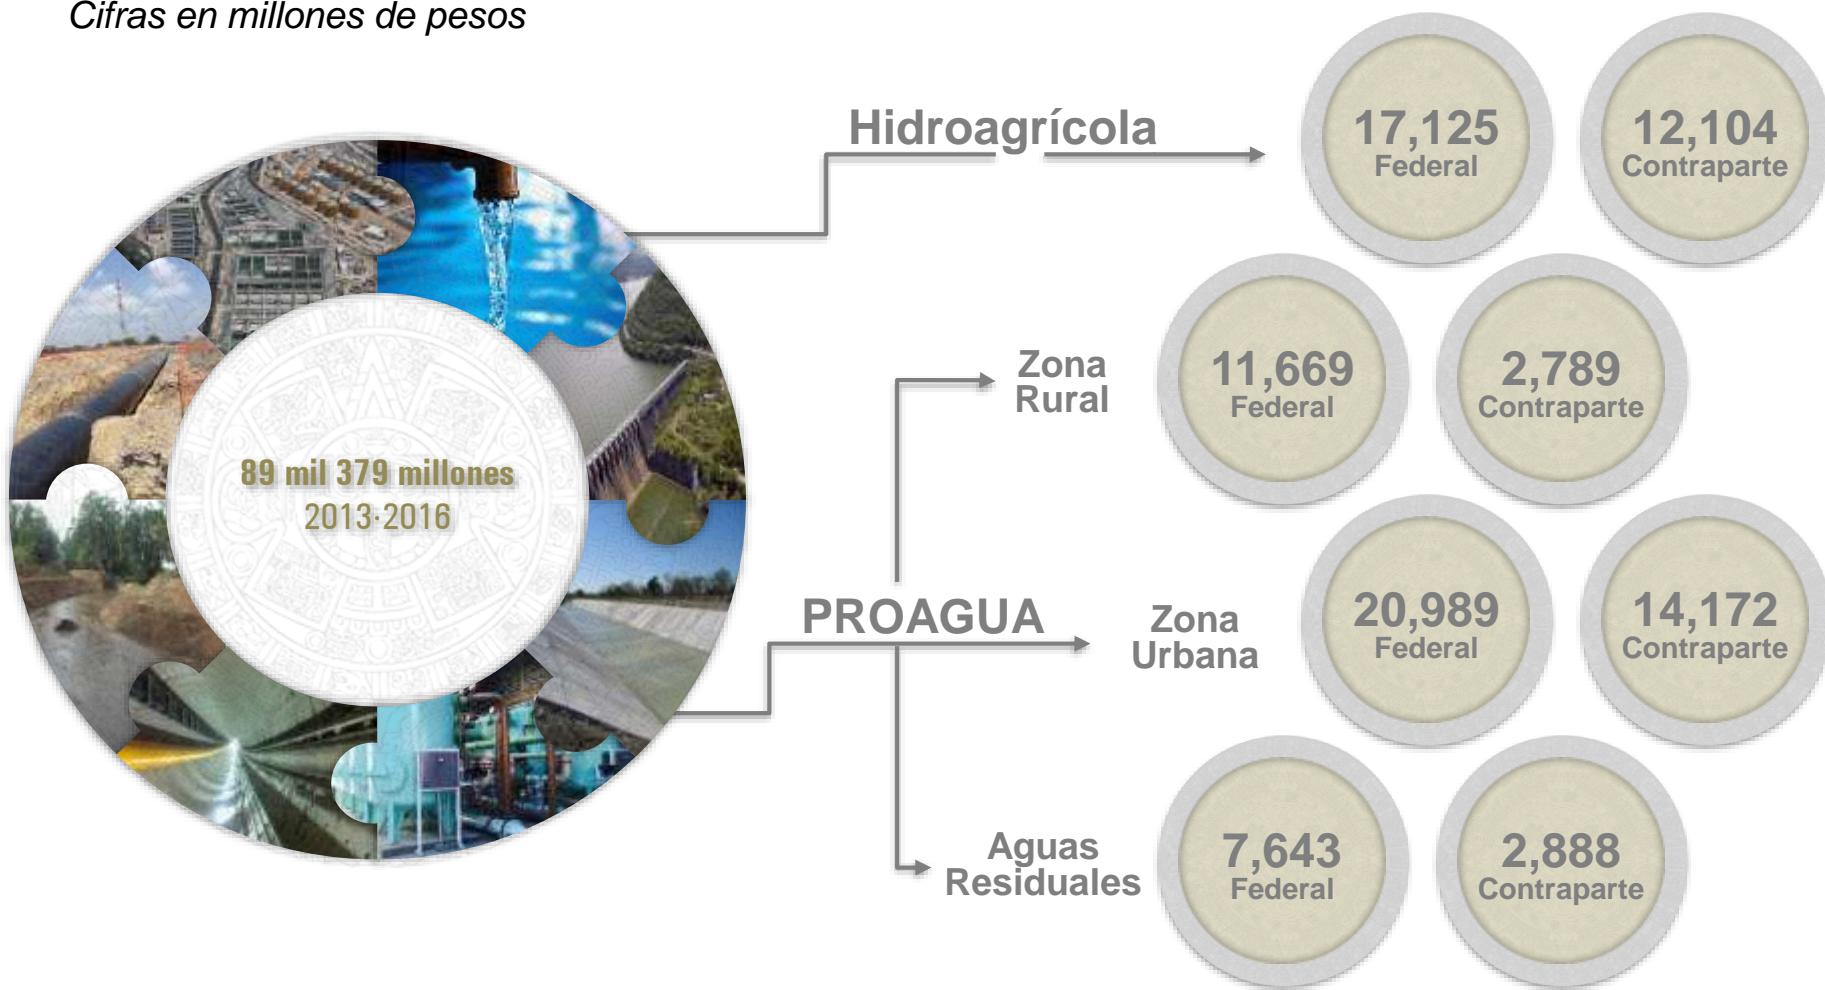 Cifras en millones de pesos
89 mil 379 millones
2013·2016
Hidroagrícola
17,125
Federal
12,104
Contraparte
Zona
Rural
11,669
Federal
2,789
Contraparte
PROAGUA
Zona
Urbana
20,989
Federal
14,172
Contraparte
Aguas
Residuales
7,643
Federal
2,888
Contraparte